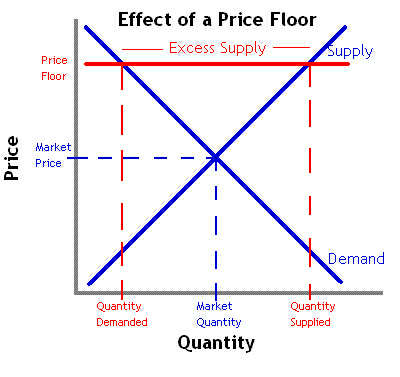 Effect of a Price Floor
Excess Supply
Supply
Price
Floor
Market
Price
Price
Demand
Quantity
Demanded
Market
Quantity
Quantity
Supplied
Quantity